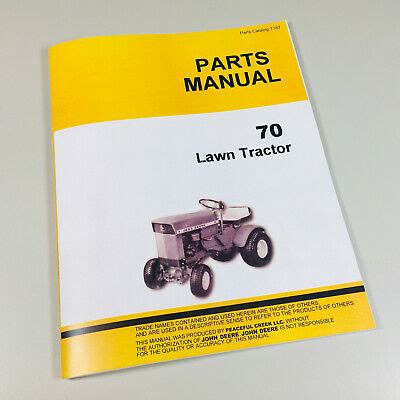 Parts Catalog 1167
PARTS
MANUAL
70
Lawn Tractor
JOHN DEERE
TRADE NAMES CONTAINED AND USED HEREIN ARE THOSE OF OTHERS,
AND ARE USED IN A DESCRIPTIVE SENSE TO REFER TO THE PRODUCTS OF OTHERS.
THIS MANUAL WAS PRODUCED BY PEACEFUL CREEK LLC. WITHOUT
THE AUTHORIZATION OF JOHN DEERE JOHN DEERE IS NOT RESPONSIBLE
FOR THE QUALITY OR ACCURACY OF THIS MANUAL